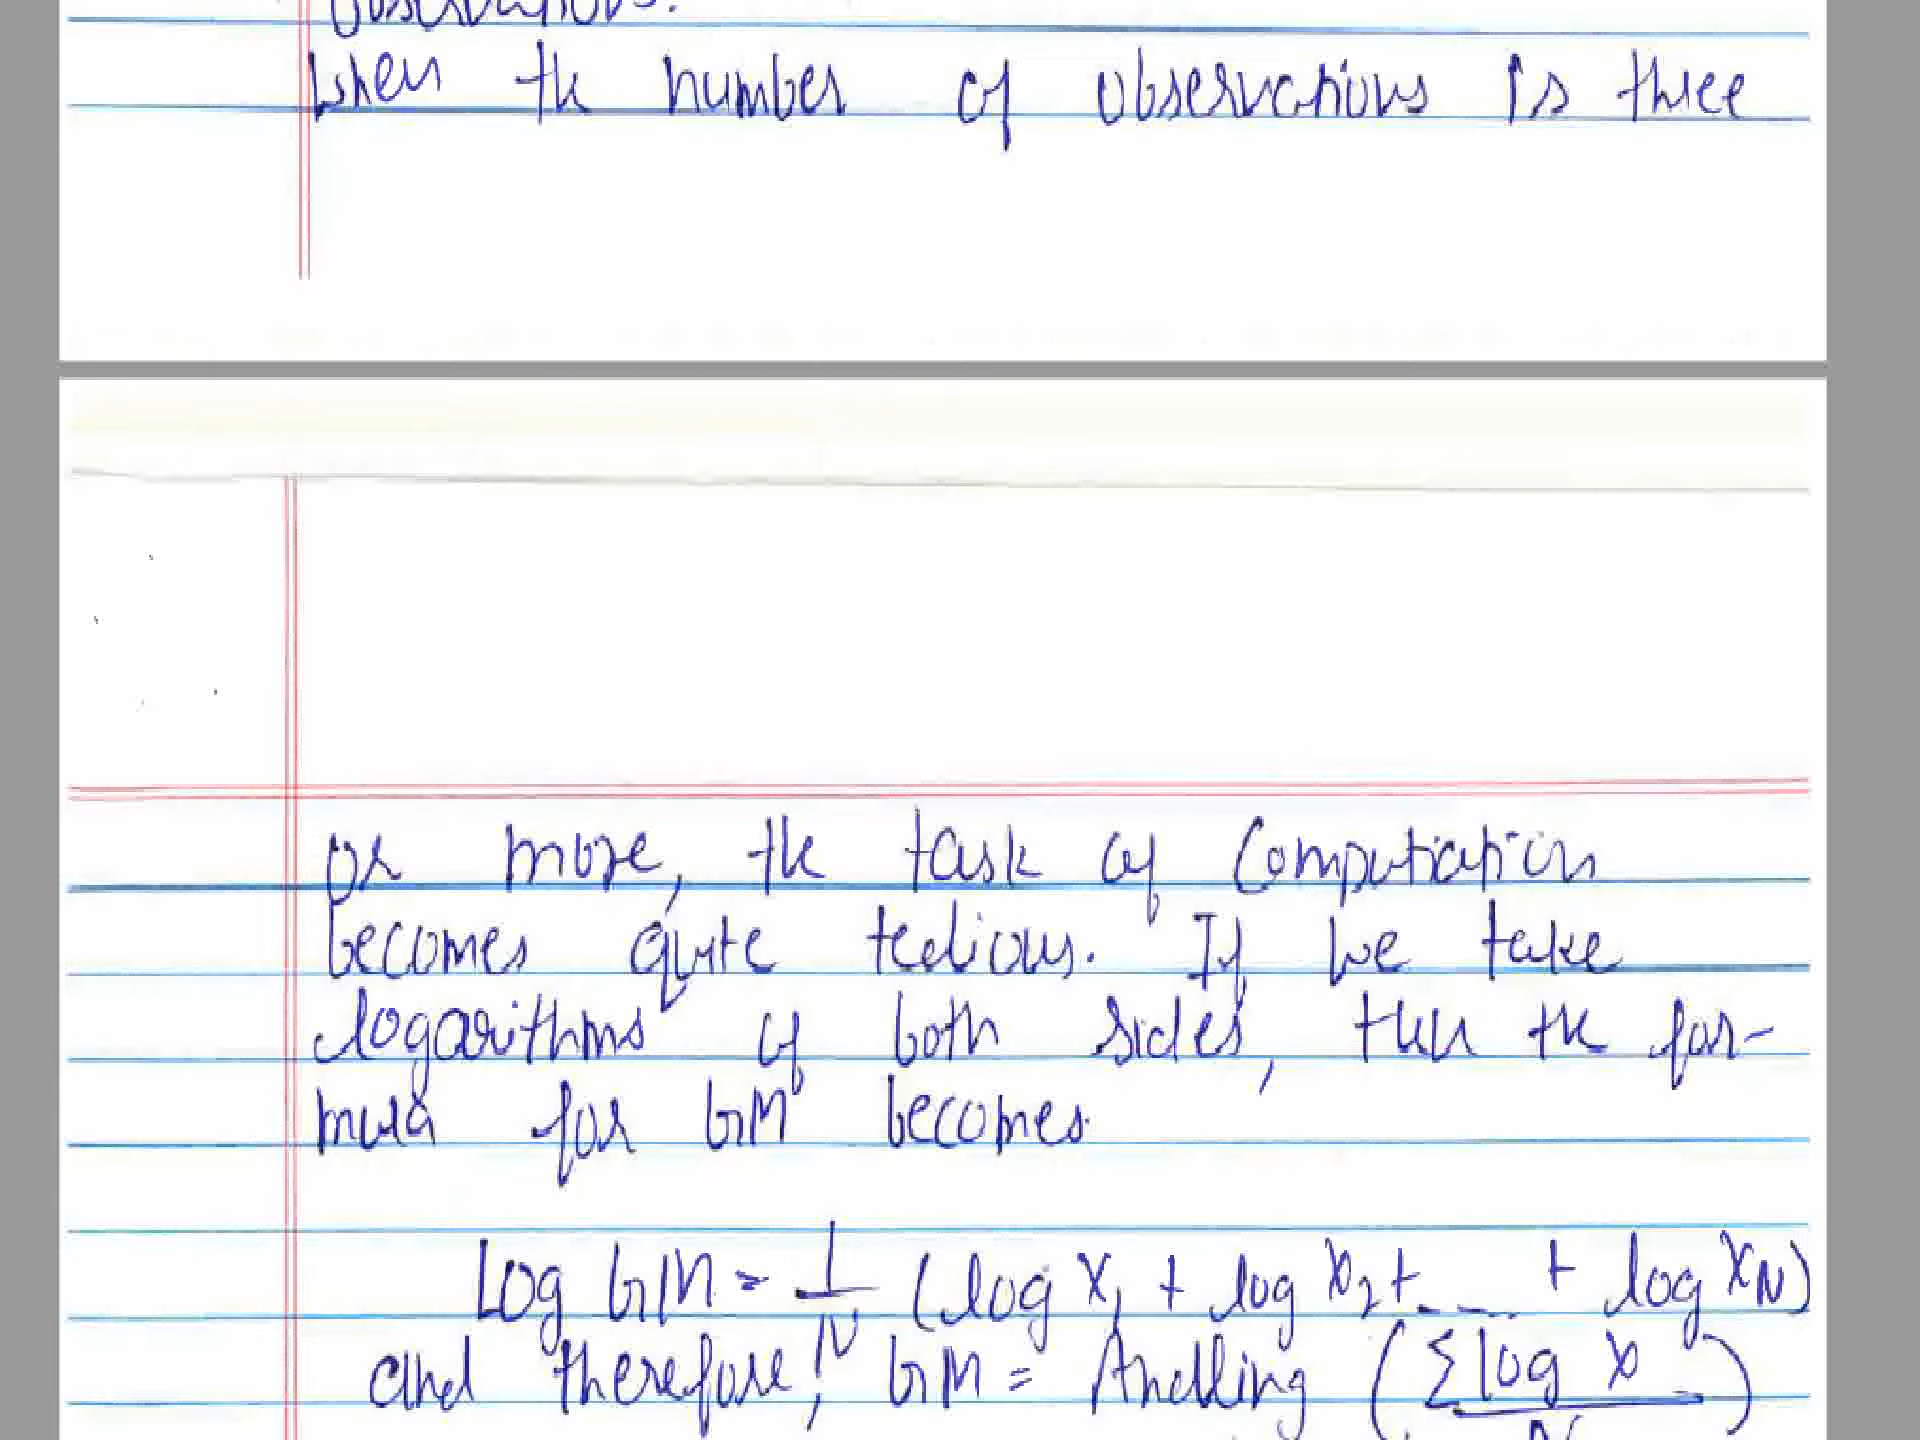 observations.
when the number of observations is three
or more, the task of Computation
becomes quite tedious. If we take
logarithms of both sides, then the for-
mula for GM becomes.
Log GM = 1/N (log X1 + log X2 + ---- + log XN)
and therefore, GM = (Σ log X / N)